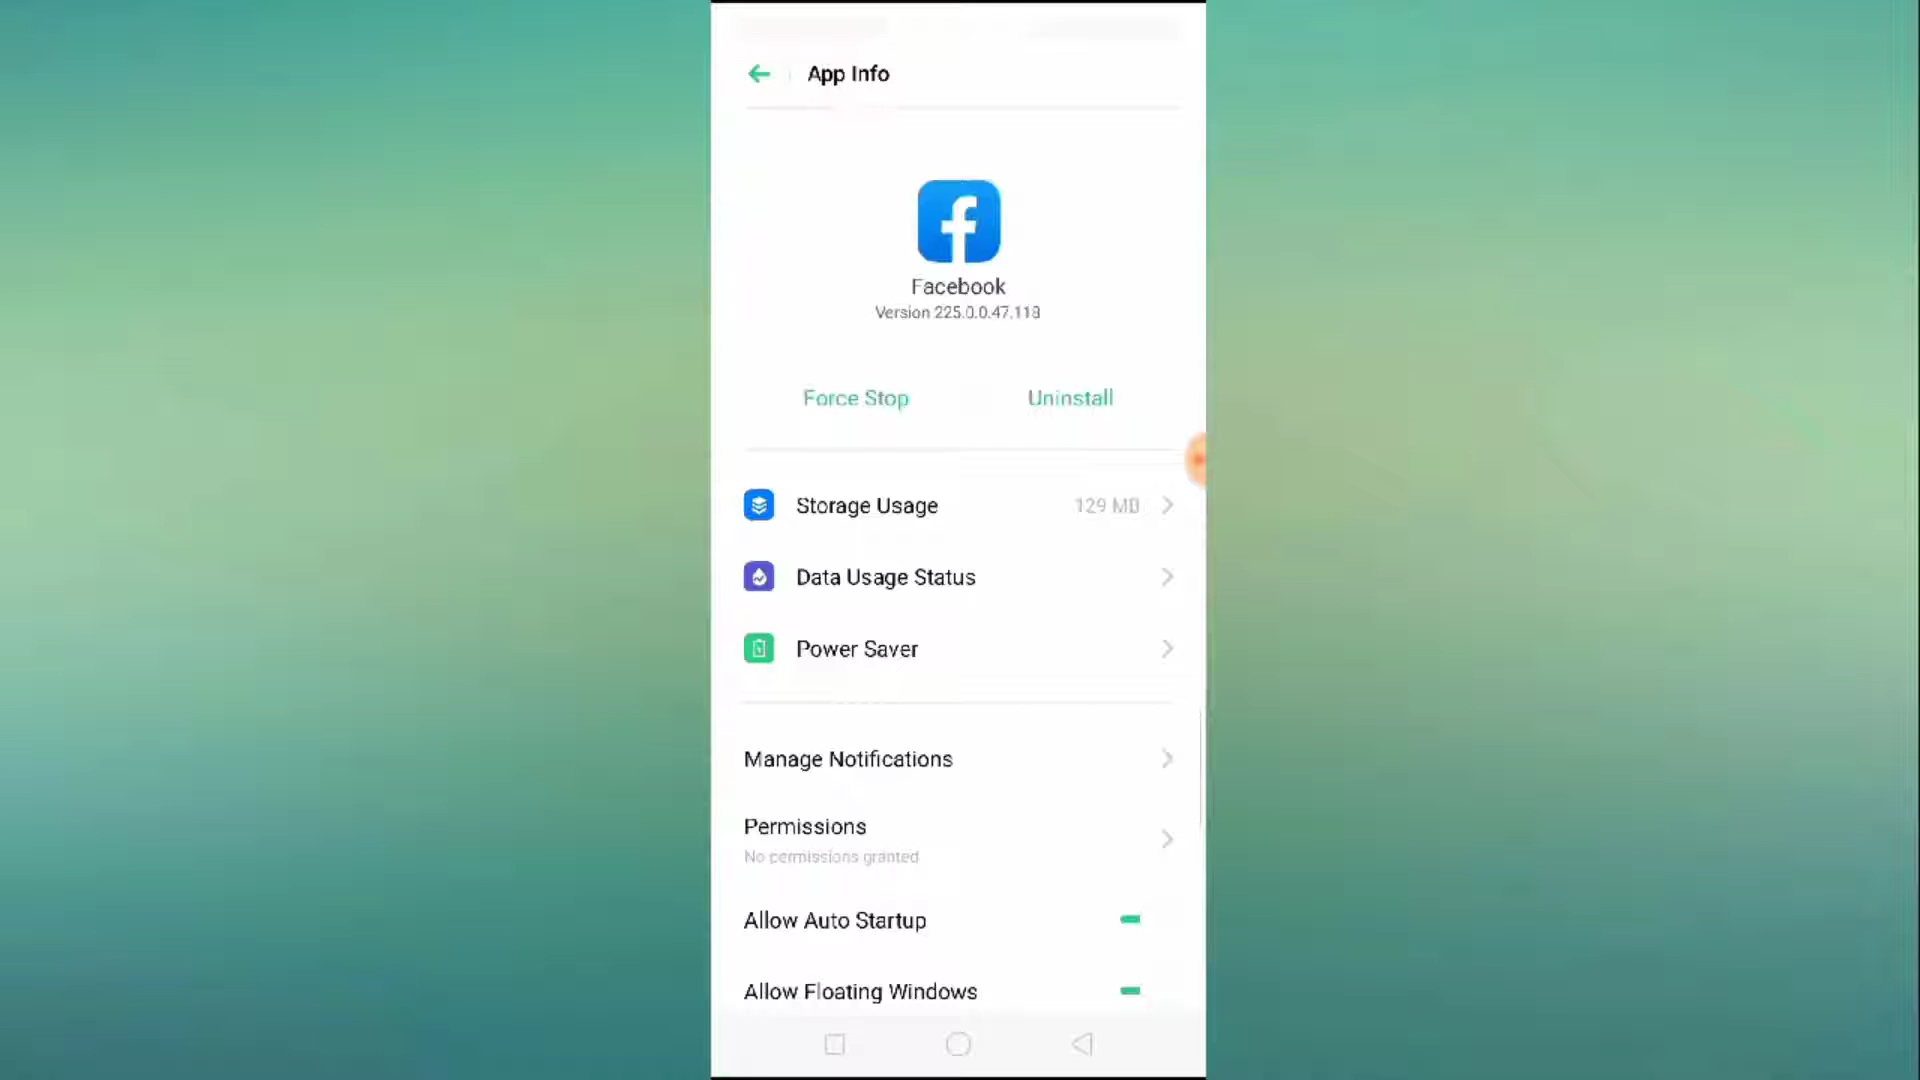 App Info
Facebook
Version 225.0.0.47.118
Force Stop
Uninstall
Storage Usage
129 MB
Data Usage Status
Power Saver
Manage Notifications
Permissions
No permissions granted
Allow Auto Startup
Allow Floating Windows